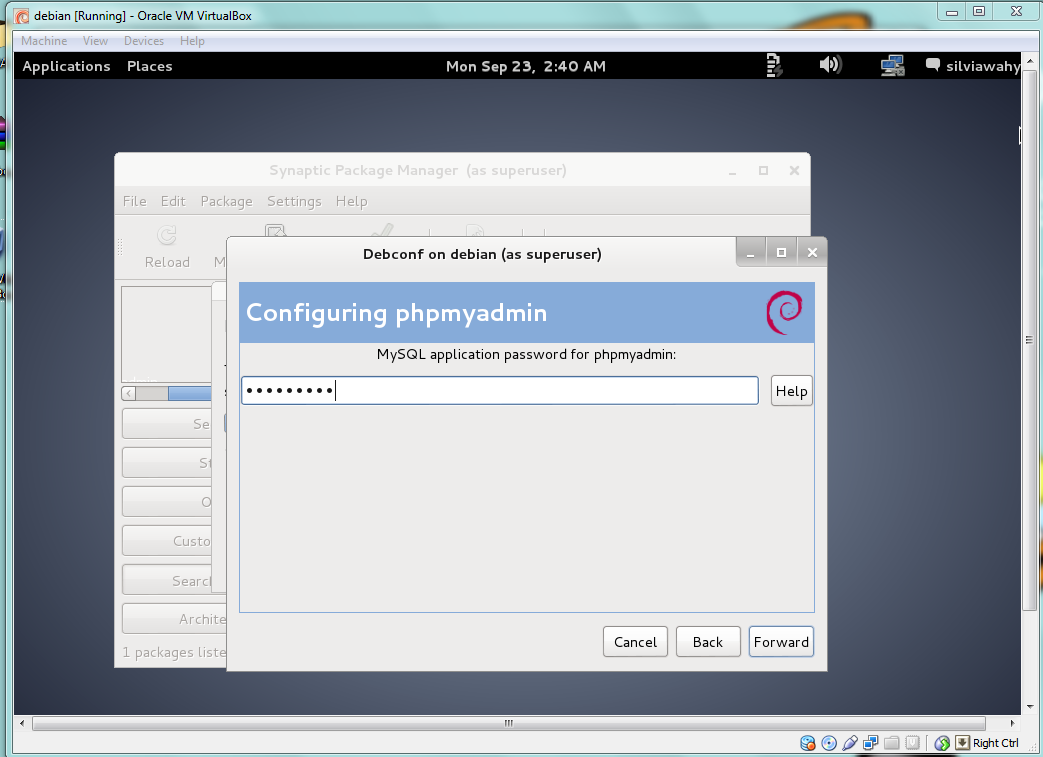 debian [Running] - Oracle VM VirtualBox
Machine View Devices Help
Applications Places Mon Sep 23, 2:40 AM silviawahy
Synaptic Package Manager (as superuser)
File Edit Package Settings Help
Reload M
Debconf on debian (as superuser)
Configuring phpmyadmin
MySQL application password for phpmyadmin:
•••••••••
Help
Se
St
O
Custo
Search
Archite
1 packages liste
Cancel Back Forward
Right Ctrl